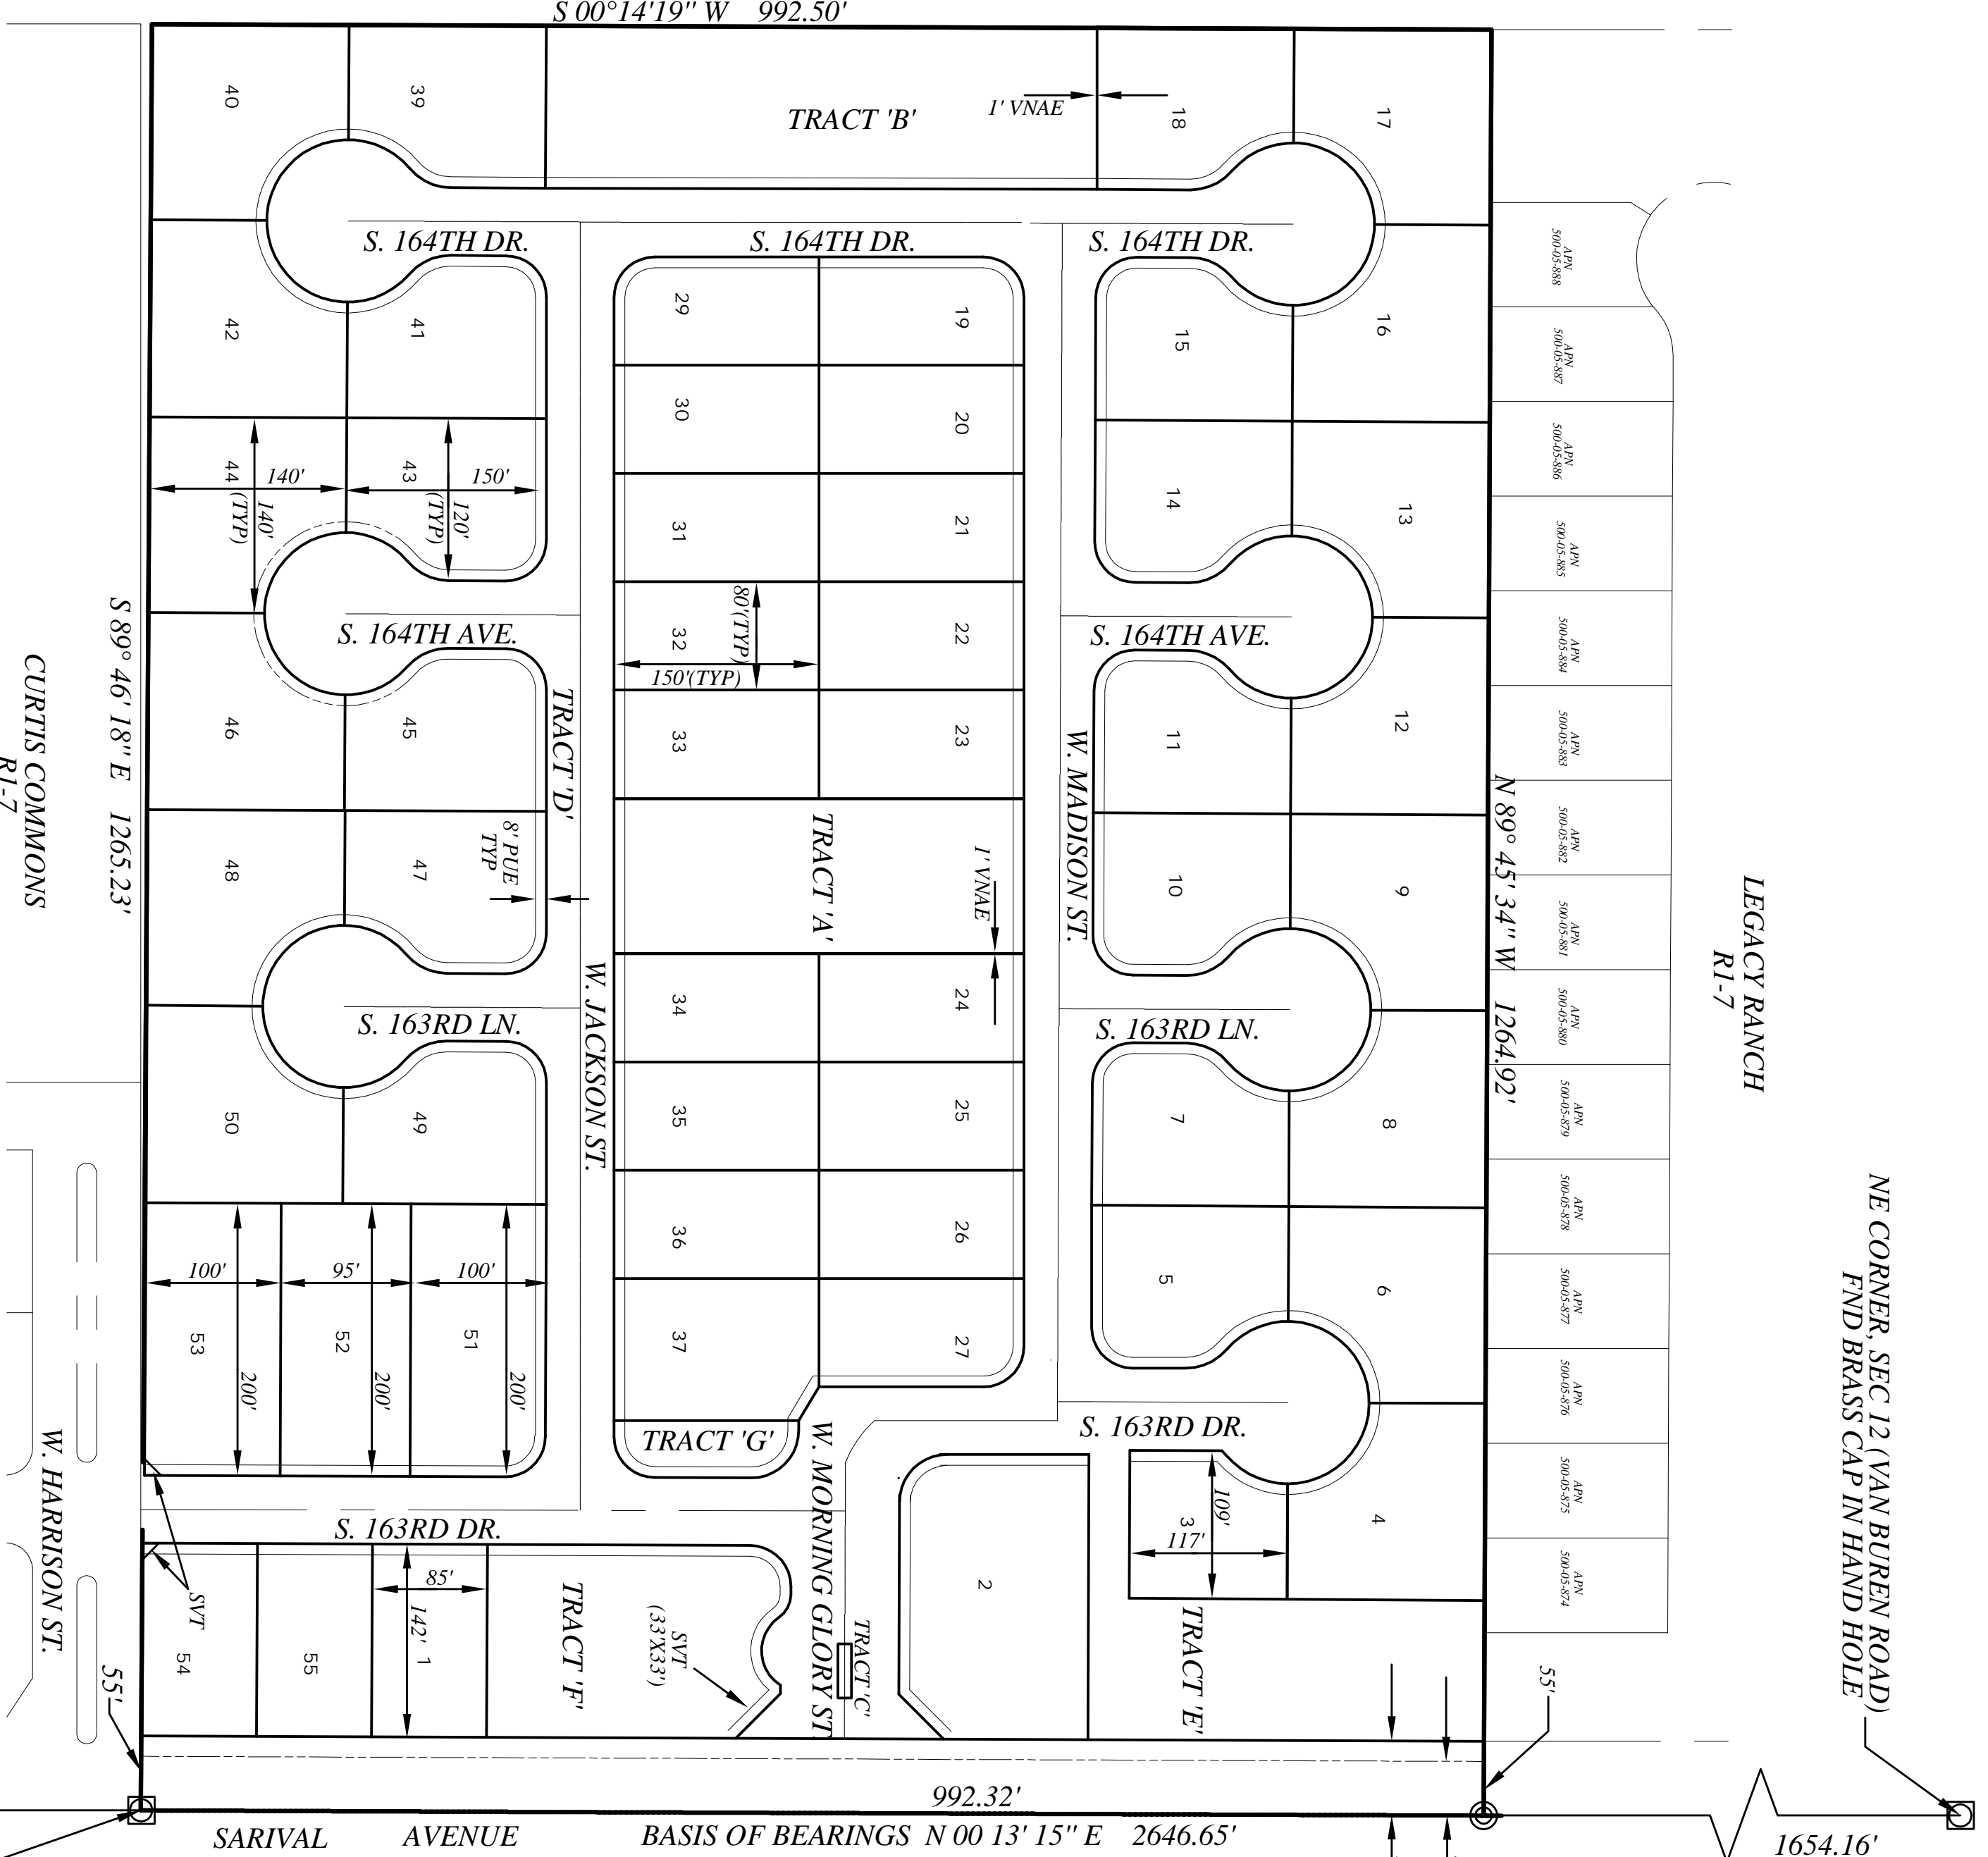 S 00°14'19" W 992.50'
40
39
TRACT 'B'
1' VNAE
18
17
S. 164TH DR.
S. 164TH DR.
S. 164TH DR.
42
41
29
19
15
16
30
20
44
140'
140'
(TYP)
43
150'
120'
(TYP)
31
21
14
13
32
80'(TYP)
150'(TYP)
22
S. 164TH AVE.
S. 164TH AVE.
46
45
TRACT 'D'
33
23
W. MADISON ST.
11
12
48
47
8' PUE
TYP
TRACT 'A'
1' VNAE
10
9
W. JACKSON ST.
34
24
S. 163RD LN.
S. 163RD LN.
50
49
35
25
7
8
36
26
5
6
100'
95'
100'
53
52
51
200'
200'
200'
37
27
TRACT 'G'
W. MORNING GLORY ST.
S. 163RD DR.
109'
3
117'
4
S. 163RD DR.
SVT
54
55
85'
142'
1
TRACT 'F'
SVT
(33'X33')
TRACT 'C'
2
TRACT 'E'
55'
55'
992.32'
SARIVAL AVENUE
BASIS OF BEARINGS N 00 13' 15" E 2646.65'
1654.16'
CURTIS COMMONS
R1-7
S 89° 46' 18" E 1265.23'
W. HARRISON ST.
N 89° 45' 34" W 1264.92'
LEGACY RANCH
R1-7
NE CORNER, SEC 12 (VAN BUREN ROAD)
FND BRASS CAP IN HAND HOLE
APN
500-05-888
APN
500-05-887
APN
500-05-886
APN
500-05-885
APN
500-05-884
APN
500-05-883
APN
500-05-882
APN
500-05-881
APN
500-05-880
APN
500-05-879
APN
500-05-878
APN
500-05-877
APN
500-05-876
APN
500-05-875
APN
500-05-874